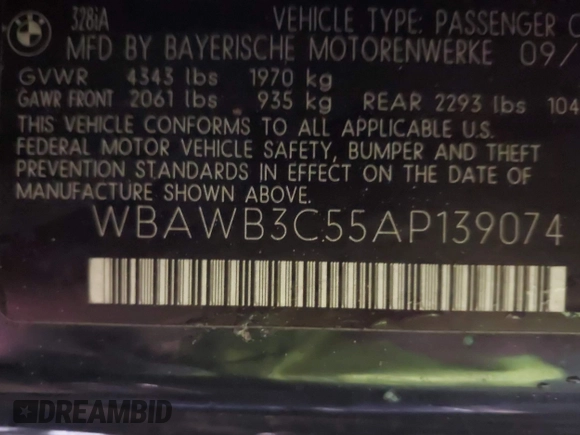 328iA
VEHICLE TYPE: PASSENGER C
MFD BY BAYERISCHE MOTORENWERKE 09/
GVWR 4343 lbs 1970 kg
GAWR FRONT 2061 lbs 935 kg REAR 2293 lbs 104
THIS VEHICLE CONFORMS TO ALL APPLICABLE U.S.
FEDERAL MOTOR VEHICLE SAFETY, BUMPER AND THEFT
PREVENTION STANDARDS IN EFFECT ON THE DATE OF
MANUFACTURE SHOWN ABOVE.
WBAWB3C55AP139074
DREAMBID